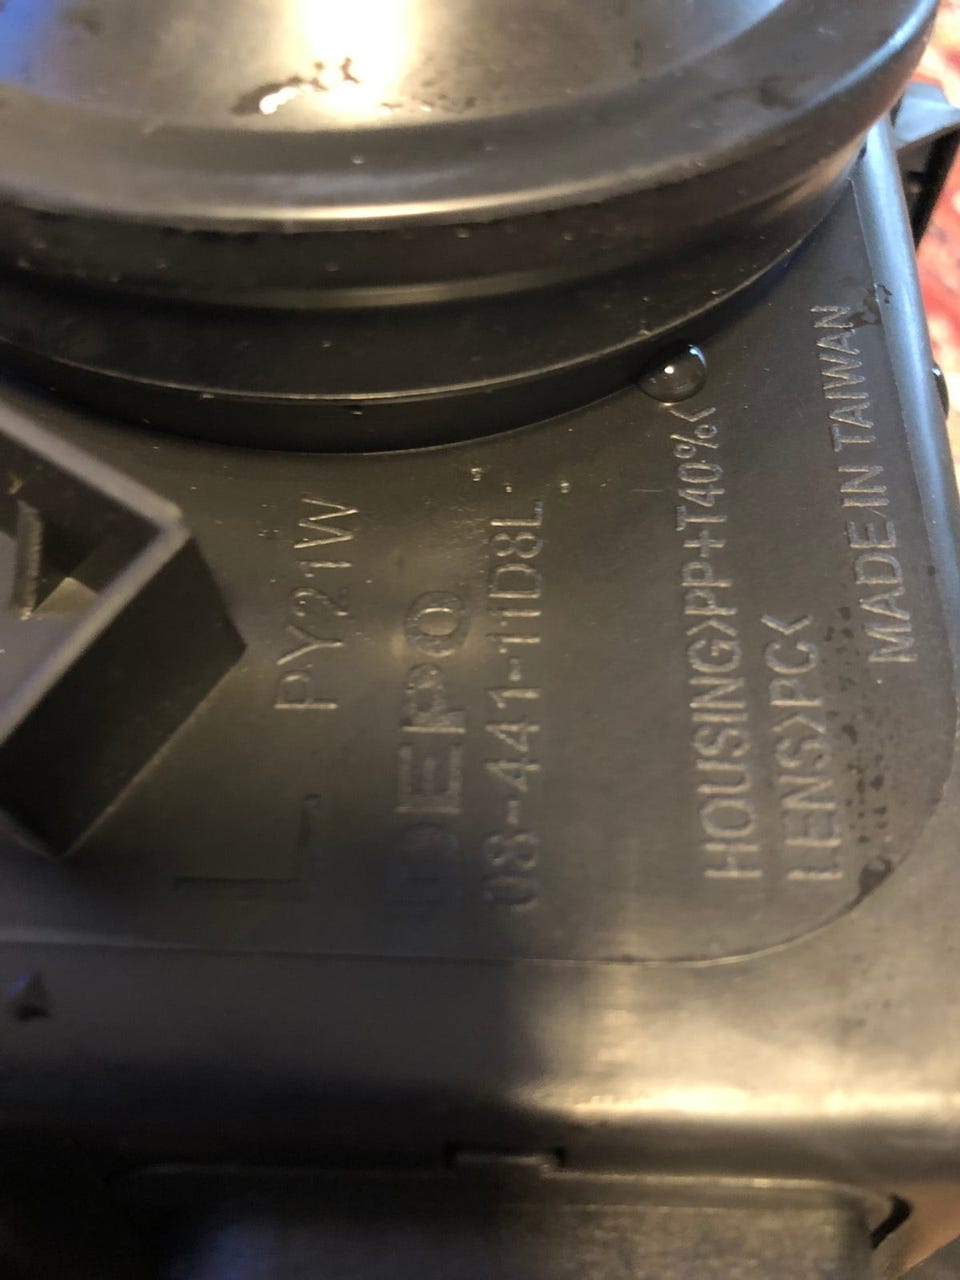 PY21W
L
DEPO
08-441-11D8L
HOUSING>PP+T40%<
LENS>PC<
MADE IN TAIWAN